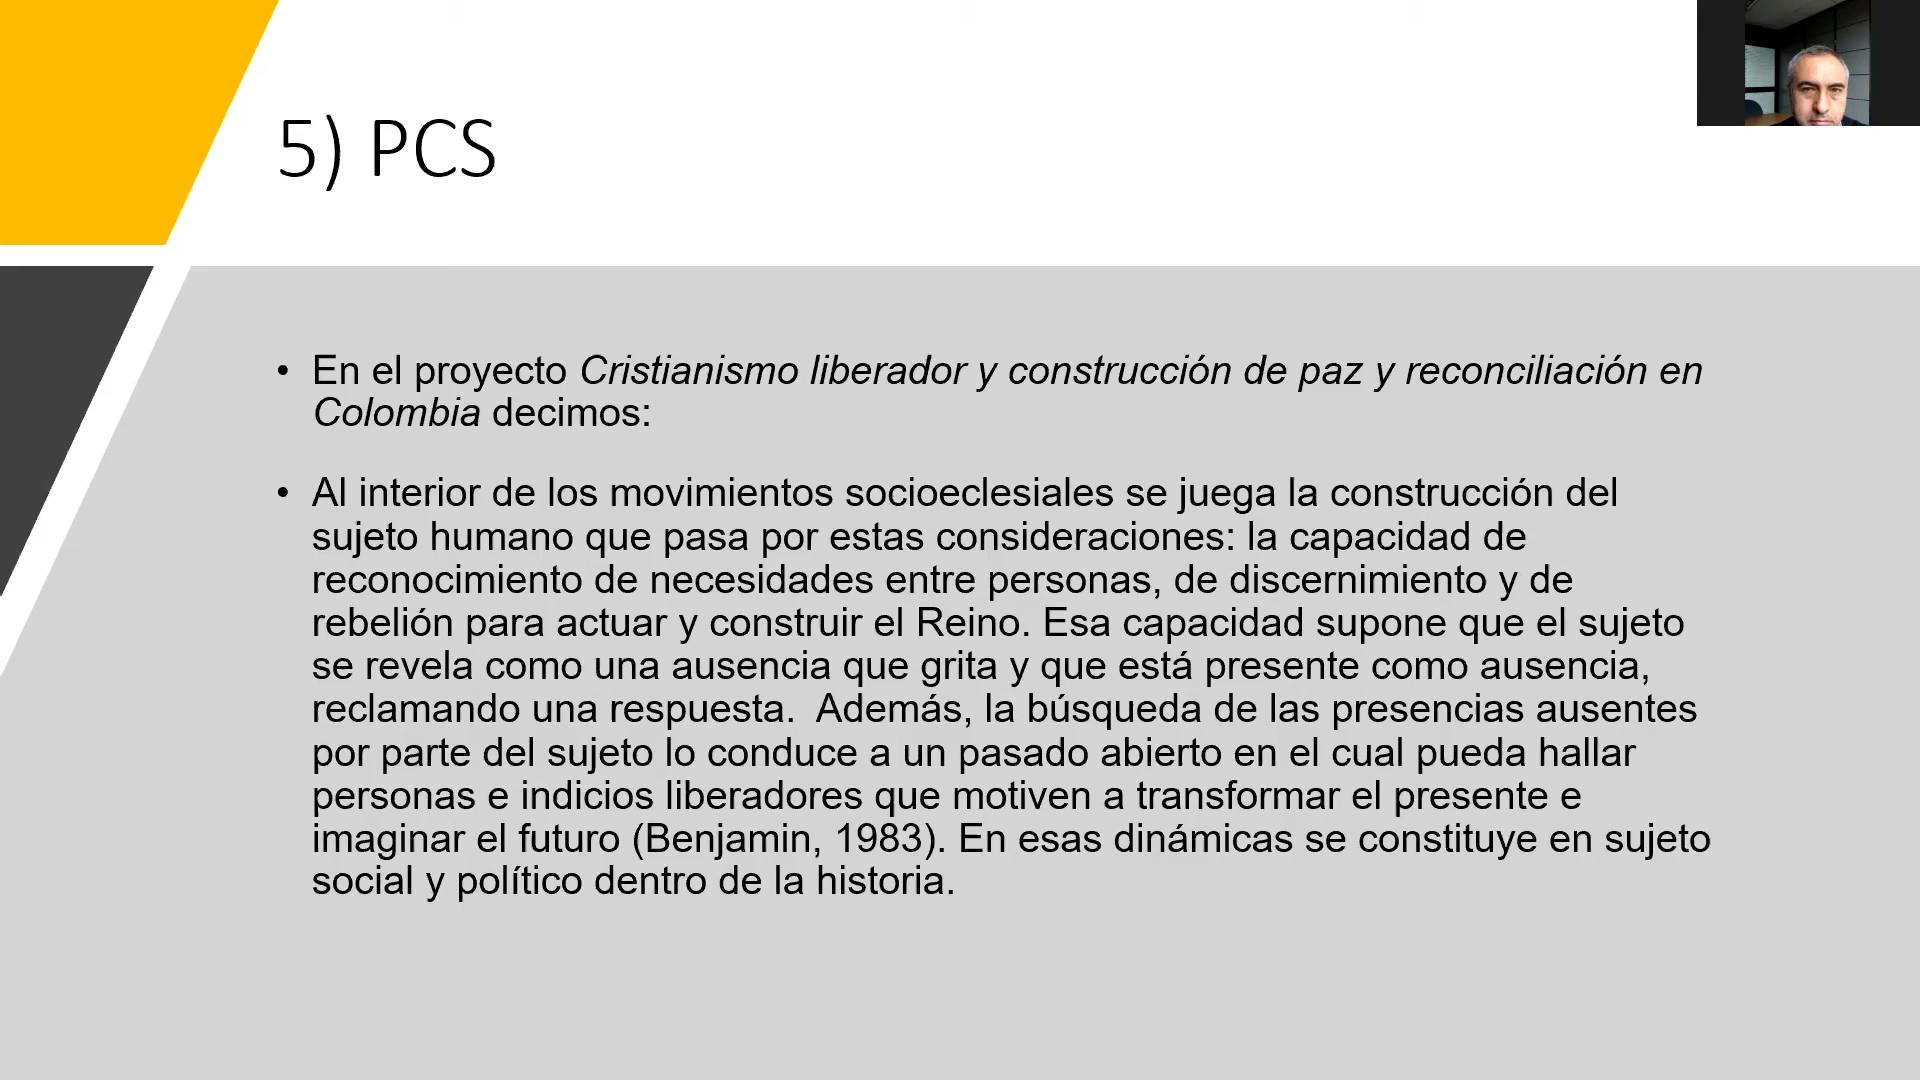 5) PCS
• En el proyecto Cristianismo liberador y construcción de paz y reconciliación en
Colombia decimos:
• Al interior de los movimientos socioeclesiales se juega la construcción del
sujeto humano que pasa por estas consideraciones: la capacidad de
reconocimiento de necesidades entre personas, de discernimiento y de
rebelión para actuar y construir el Reino. Esa capacidad supone que el sujeto
se revela como una ausencia que grita y que está presente como ausencia,
reclamando una respuesta.  Además, la búsqueda de las presencias ausentes
por parte del sujeto lo conduce a un pasado abierto en el cual pueda hallar
personas e indicios liberadores que motiven a transformar el presente e
imaginar el futuro (Benjamin, 1983). En esas dinámicas se constituye en sujeto
social y político dentro de la historia.